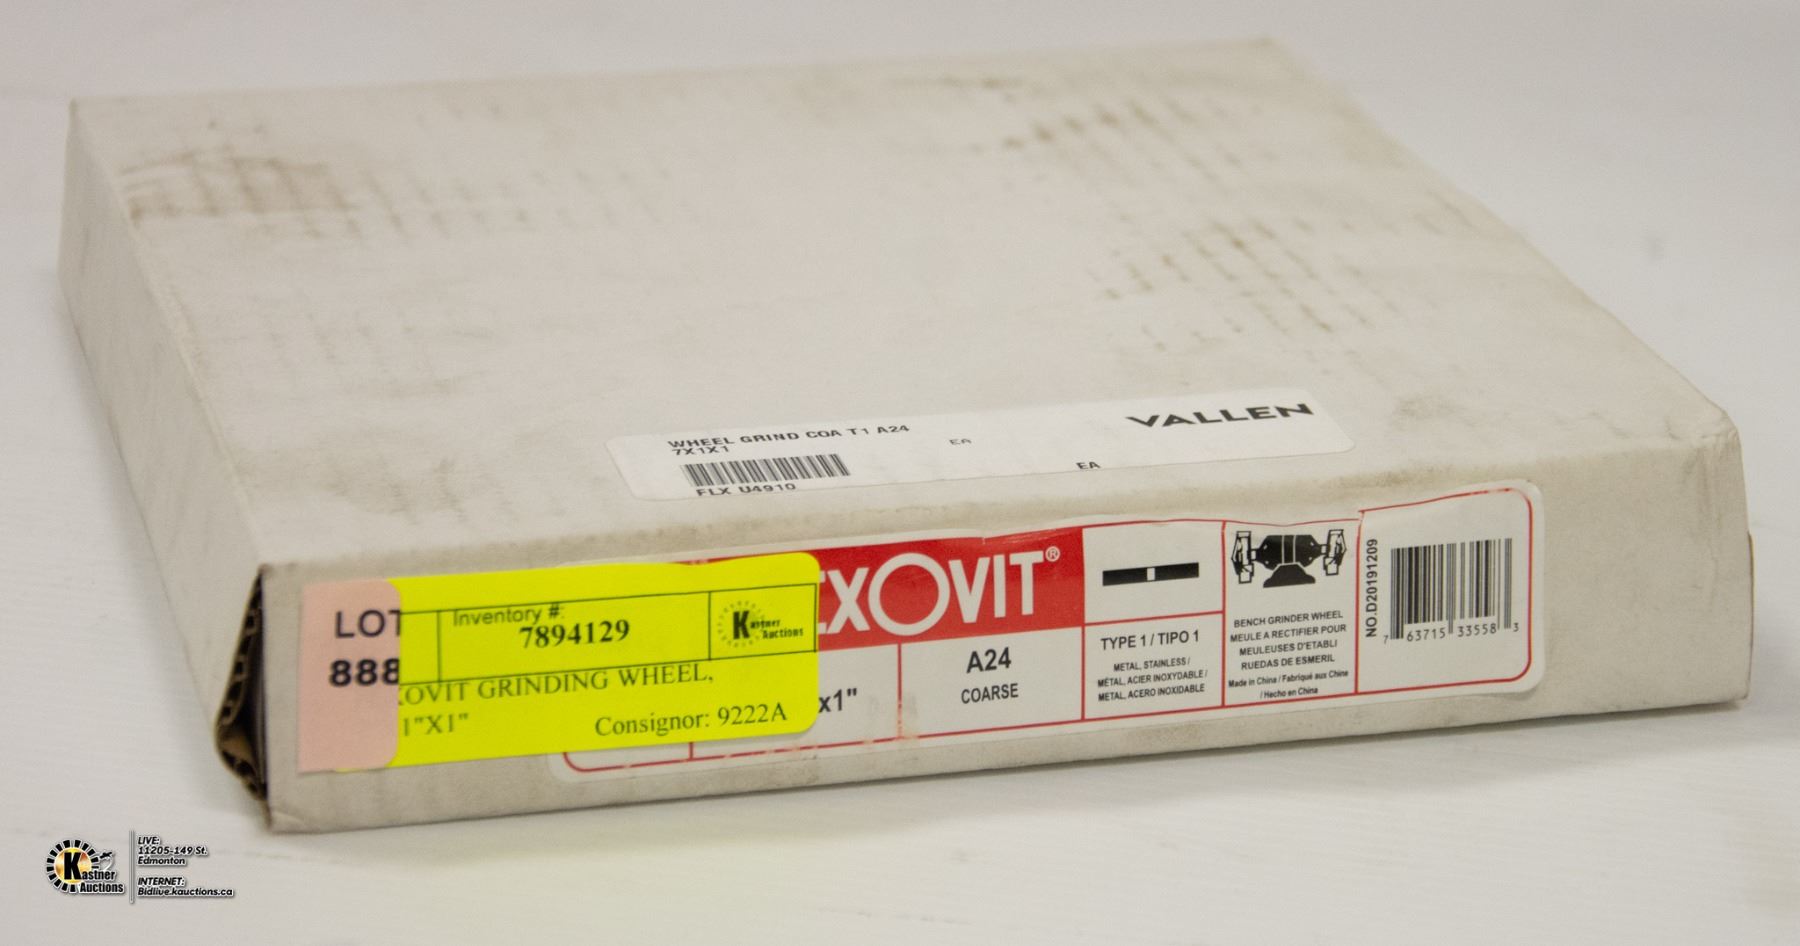 WHEEL GRIND COA T1 A24
7X1X1
EA
EA
VALLEN
FLX U4910
LOT
888
Inventory #:
7894129
Kastner
Auctions
XOVIT GRINDING WHEEL,
1"X1"
Consignor: 9222A
EXOVIT®
x1"
A24
COARSE
TYPE 1 / TIPO 1
METAL, STAINLESS /
MÉTAL, ACIER INOXYDABLE /
METAL, ACERO INOXIDABLE
BENCH GRINDER WHEEL
MEULE A RECTIFIER POUR
MEULEUSES D'ETABLI
RUEDAS DE ESMERIL
Made in China / Fabriqué aux Chine
/ Hecho en China
NO.D20191209
7 63715 33558 3
Kastner
Auctions
LIVE:
11205-149 St.
Edmonton
INTERNET:
Bidlive.kauctions.ca